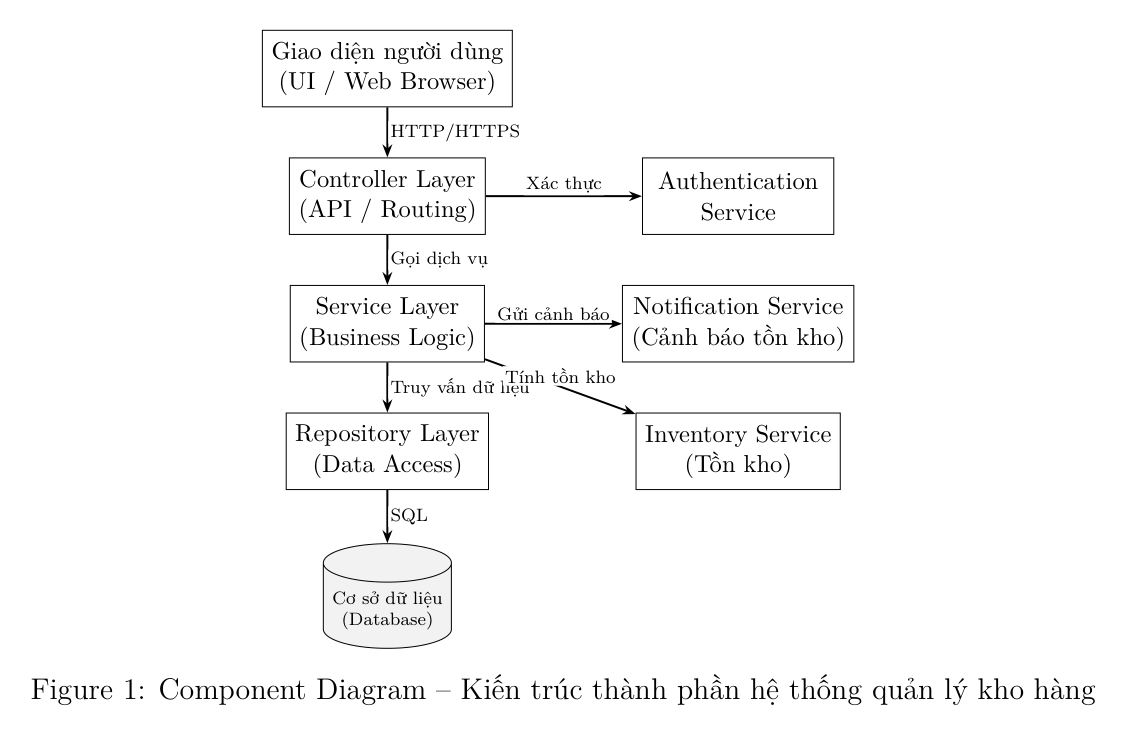 Giao diện người dùng
(UI / Web Browser)
HTTP/HTTPS
Controller Layer
(API / Routing)
Xác thực
Authentication
Service
Gọi dịch vụ
Service Layer
(Business Logic)
Gửi cảnh báo
Notification Service
(Cảnh báo tồn kho)
Tính tồn kho
Truy vấn dữ liệu
Repository Layer
(Data Access)
Inventory Service
(Tồn kho)
SQL
Cơ sở dữ liệu
(Database)
Figure 1: Component Diagram – Kiến trúc thành phần hệ thống quản lý kho hàng